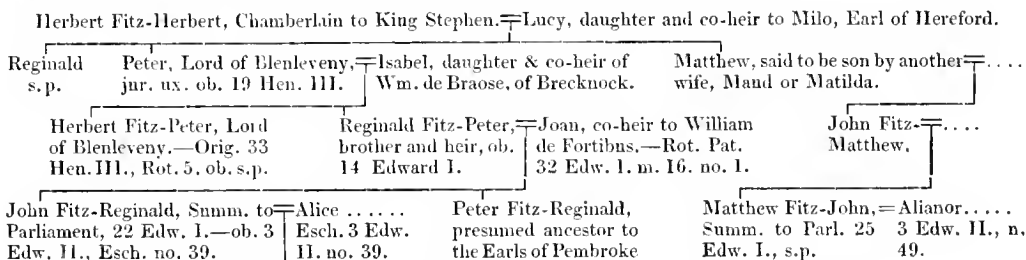 Herbert Fitz-Herbert, Chamberlain to King Stephen.=Lucy, daughter and co-heir to Milo, Earl of Hereford.
Reginald s.p.
Peter, Lord of Blenleveny,=Isabel, daughter & co-heir of
jur. ux. ob. 19 Hen. III. Wm. de Braose, of Brecknock.
Matthew, said to be son by another=....
wife, Maud or Matilda.
Herbert Fitz-Peter, Lord
of Blenleveny.—Orig. 33
Hen. III., Rot. 5. ob. s.p.
Reginald Fitz-Peter,=Joan, co-heir to William
brother and heir, ob. de Fortibus.—Rot. Pat.
14 Edward I. 32 Edw. I. m. 16. no. 1.
John Fitz-=....
Matthew.
John Fitz-Reginald, Summ. to=Alice ......
Parliament, 22 Edw. I.—ob. 3 Esch. 3 Edw.
Edw. II., Esch. no. 39. II. no. 39.
Peter Fitz-Reginald,
presumed ancestor to
the Earls of Pembroke
Matthew Fitz-John,=Alianor.....
Summ. to Parl. 25 3 Edw. II., n.
Edw. I., s.p. 49.